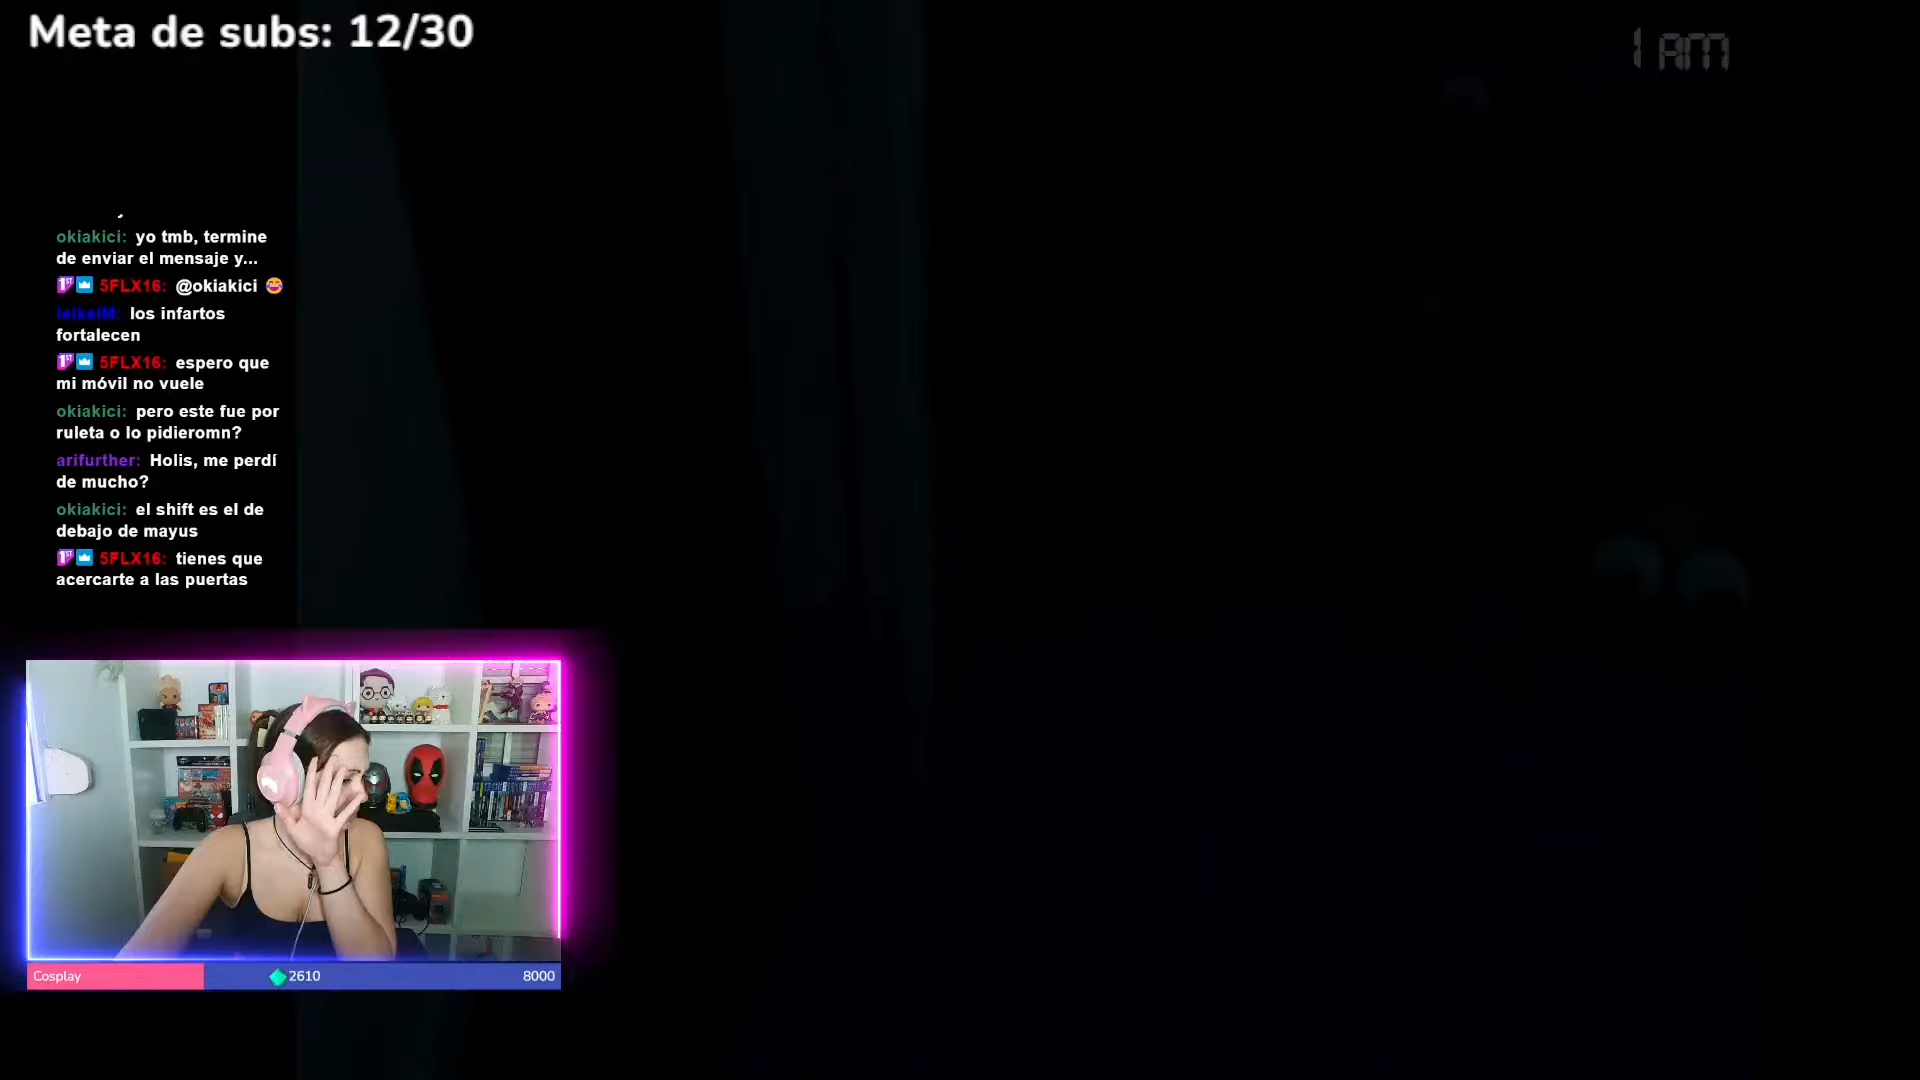 Meta de subs: 12/30
1 AM
okiakici: yo tmb, termine
de enviar el mensaje y...
1ST 5FLX16: @okiakici 😂
los infartos
fortalecen
1ST 5FLX16: espero que
mi móvil no vuele
okiakici: pero este fue por
ruleta o lo pidieromn?
arifurther: Holis, me perdí
de mucho?
okiakici: el shift es el de
debajo de mayus
1ST 5FLX16: tienes que
acercarte a las puertas
Cosplay
2610
8000